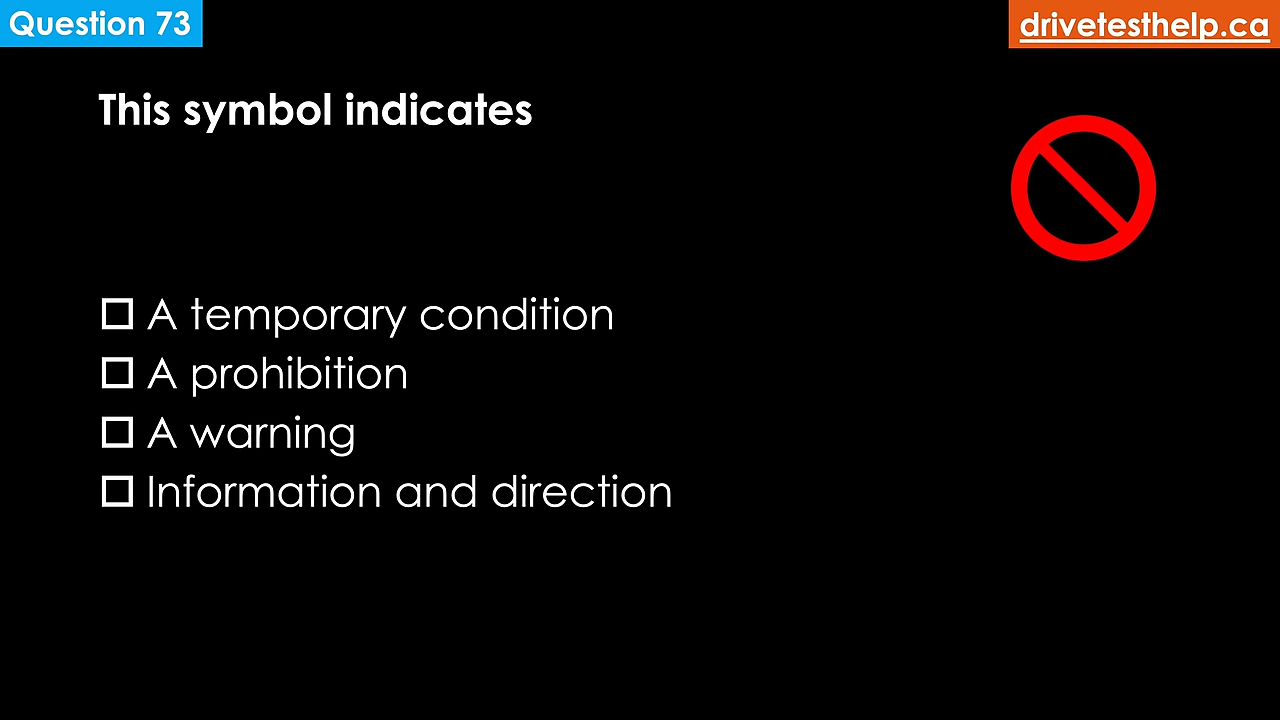 Question 73
drivetesthelp.ca
This symbol indicates
A temporary condition
A prohibition
A warning
Information and direction